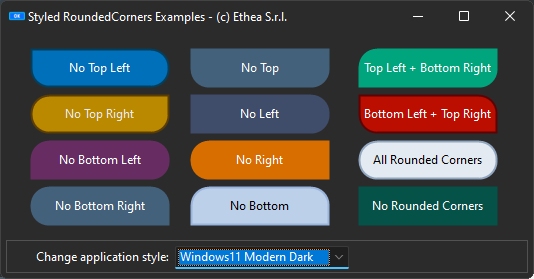 Styled RoundedCorners Examples - (c) Ethea S.r.l.
No Top Left
No Top
Top Left + Bottom Right
No Top Right
No Left
Bottom Left + Top Right
No Bottom Left
No Right
All Rounded Corners
No Bottom Right
No Bottom
No Rounded Corners
Change application style: Windows11 Modern Dark